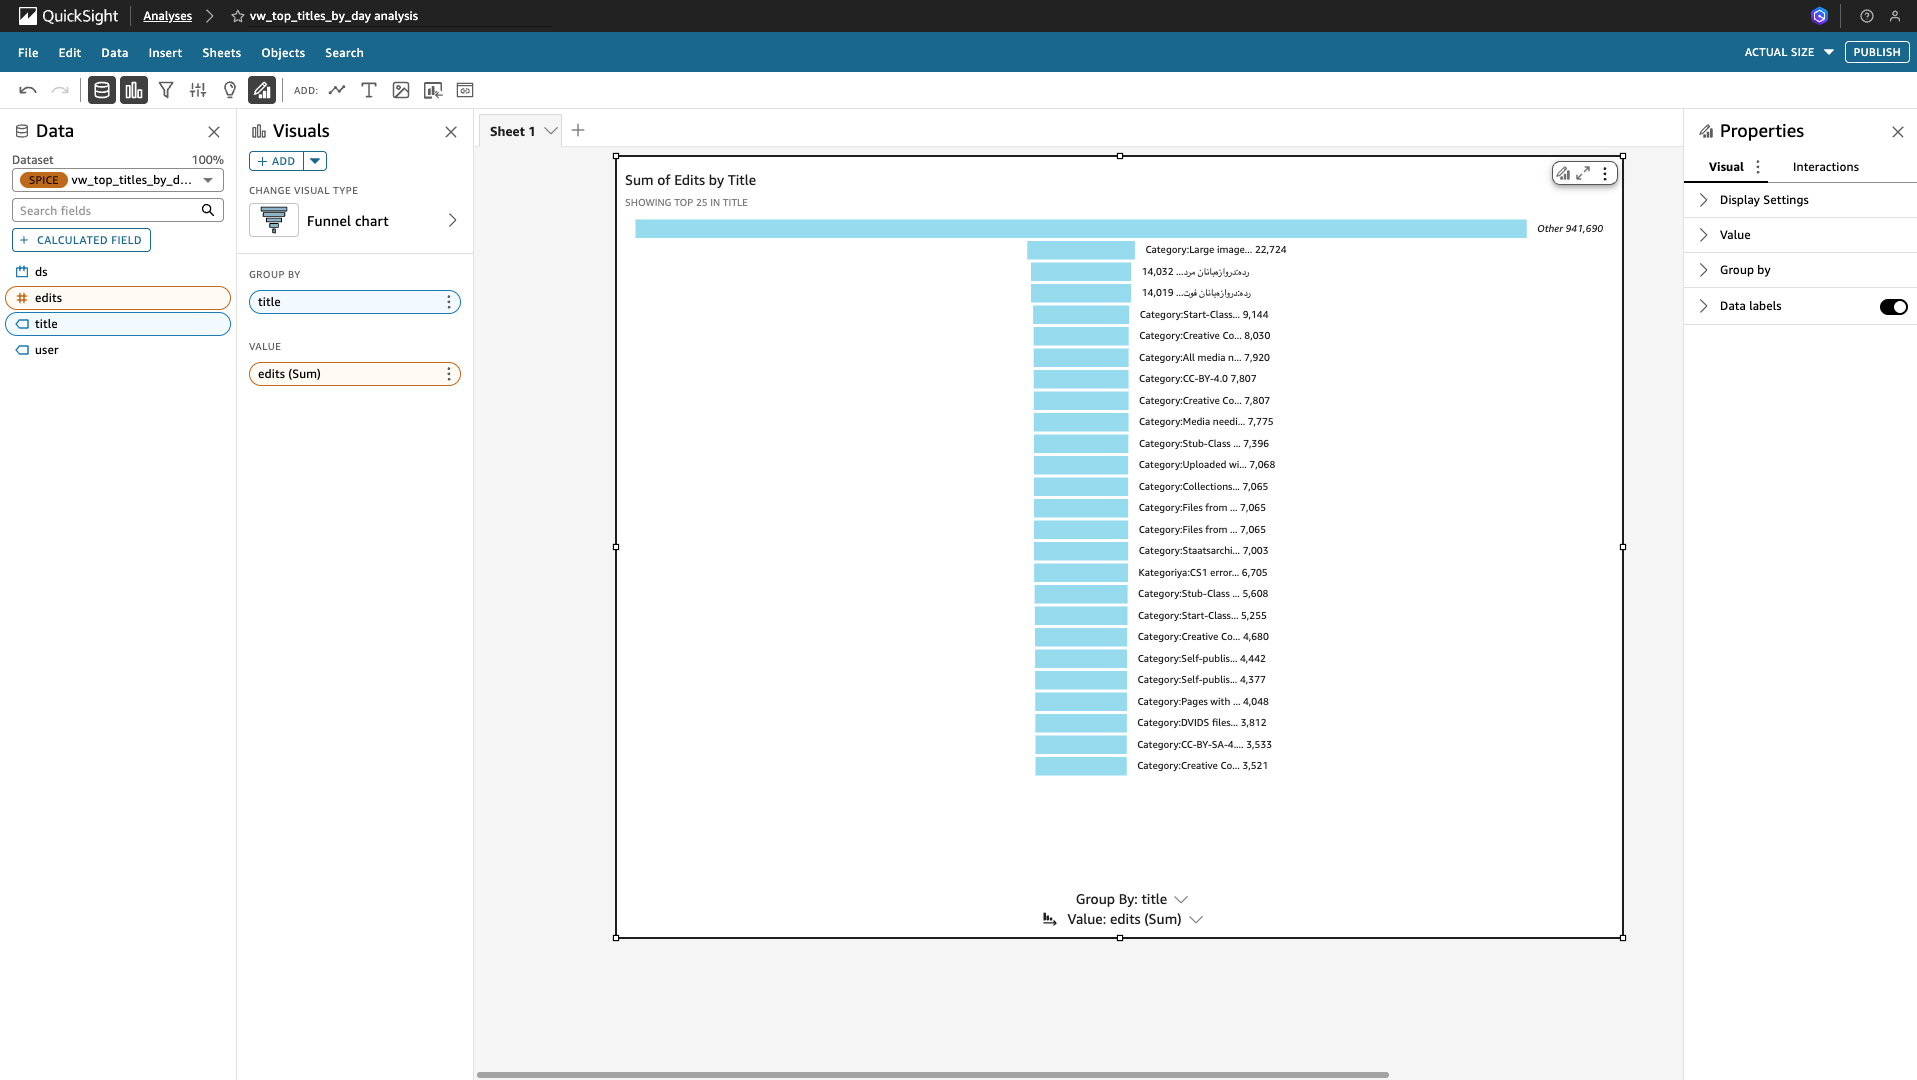 QuickSight
Analyses
vw_top_titles_by_day analysis
File
Edit
Data
Insert
Sheets
Objects
Search
ACTUAL SIZE
PUBLISH
ADD:
Data
Dataset
100%
SPICE
vw_top_titles_by_d...
Search fields
+ CALCULATED FIELD
ds
edits
title
user
Visuals
+ ADD
CHANGE VISUAL TYPE
Funnel chart
GROUP BY
title
VALUE
edits (Sum)
Sheet 1
Sum of Edits by Title
SHOWING TOP 25 IN TITLE
Other 941,690
Category:Large image... 22,724
رده:دروازه‌بانان مرد... 14,032
رده:دروازه‌بانان فوت... 14,019
Category:Start-Class... 9,144
Category:Creative Co... 8,030
Category:All media n... 7,920
Category:CC-BY-4.0 7,807
Category:Creative Co... 7,807
Category:Media needi... 7,775
Category:Stub-Class ... 7,396
Category:Uploaded wi... 7,068
Category:Collections... 7,065
Category:Files from ... 7,065
Category:Files from ... 7,065
Category:Staatsarchi... 7,003
Kategoriya:CS1 error... 6,705
Category:Stub-Class ... 5,608
Category:Start-Class... 5,255
Category:Creative Co... 4,680
Category:Self-publis... 4,442
Category:Self-publis... 4,377
Category:Pages with ... 4,048
Category:DVIDS files... 3,812
Category:CC-BY-SA-4.... 3,533
Category:Creative Co... 3,521
Group By: title
Value: edits (Sum)
Properties
Visual
Interactions
Display Settings
Value
Group by
Data labels